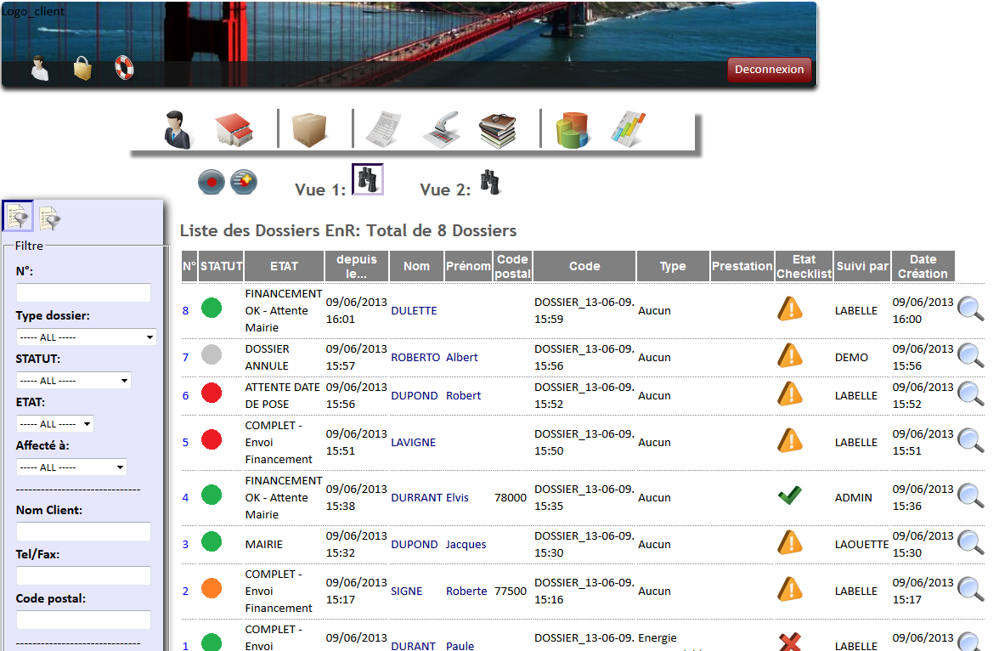 Logo_client
Deconnexion
Vue 1: Vue 2:
Filtre
N°:
Type dossier:
----- ALL -----
STATUT:
----- ALL -----
ETAT:
----- ALL -----
Affecté à:
----- ALL -----
------------------------------
Nom Client:
Tel/Fax:
Code postal:
------------------------------
Liste des Dossiers EnR: Total de 8 Dossiers
N° STATUT ETAT depuis le... Nom Prénom Code postal Code Type Prestation Etat Checklist Suivi par Date Création
8 FINANCEMENT OK - Attente Mairie 09/06/2013 16:01 DULETTE DOSSIER_13-06-09. 15:59 Aucun LABELLE 09/06/2013 16:00
7 DOSSIER ANNULE 09/06/2013 15:57 ROBERTO Albert DOSSIER_13-06-09. 15:56 Aucun DEMO 09/06/2013 15:56
6 ATTENTE DATE DE POSE 09/06/2013 15:56 DUPOND Robert DOSSIER_13-06-09. 15:52 Aucun LABELLE 09/06/2013 15:52
5 COMPLET - Envoi Financement 09/06/2013 15:51 LAVIGNE DOSSIER_13-06-09. 15:50 Aucun LABELLE 09/06/2013 15:51
4 FINANCEMENT OK - Attente Mairie 09/06/2013 15:38 DURRANT Elvis 78000 DOSSIER_13-06-09. 15:35 Aucun ADMIN 09/06/2013 15:36
3 MAIRIE 09/06/2013 15:32 DUPOND Jacques DOSSIER_13-06-09. 15:30 Aucun LAOUETTE 09/06/2013 15:30
2 COMPLET - Envoi Financement 09/06/2013 15:17 SIGNE Roberte 77500 DOSSIER_13-06-09. 15:16 Aucun LABELLE 09/06/2013 15:17
1 COMPLET - Envoi 09/06/2013 DURANT Paule DOSSIER_13-06-09. Energie LABELLE 09/06/2013